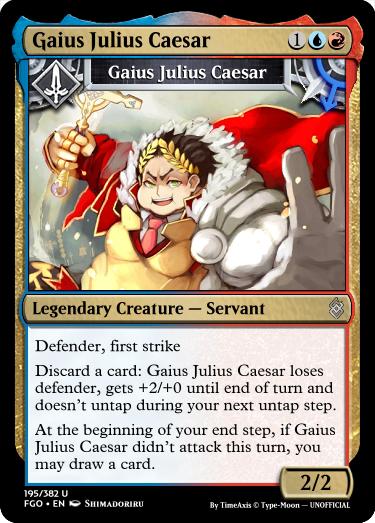 Gaius Julius Caesar 1
Gaius Julius Caesar
Legendary Creature — Servant
Defender, first strike
Discard a card: Gaius Julius Caesar loses
defender, gets +2/+0 until end of turn and
doesn't untap during your next untap step.
At the beginning of your end step, if Gaius
Julius Caesar didn't attack this turn, you
may draw a card.
2/2
195/382 U
FGO • EN Shimadoriru
By TimeAxis © Type-Moon — UNOFFICIAL